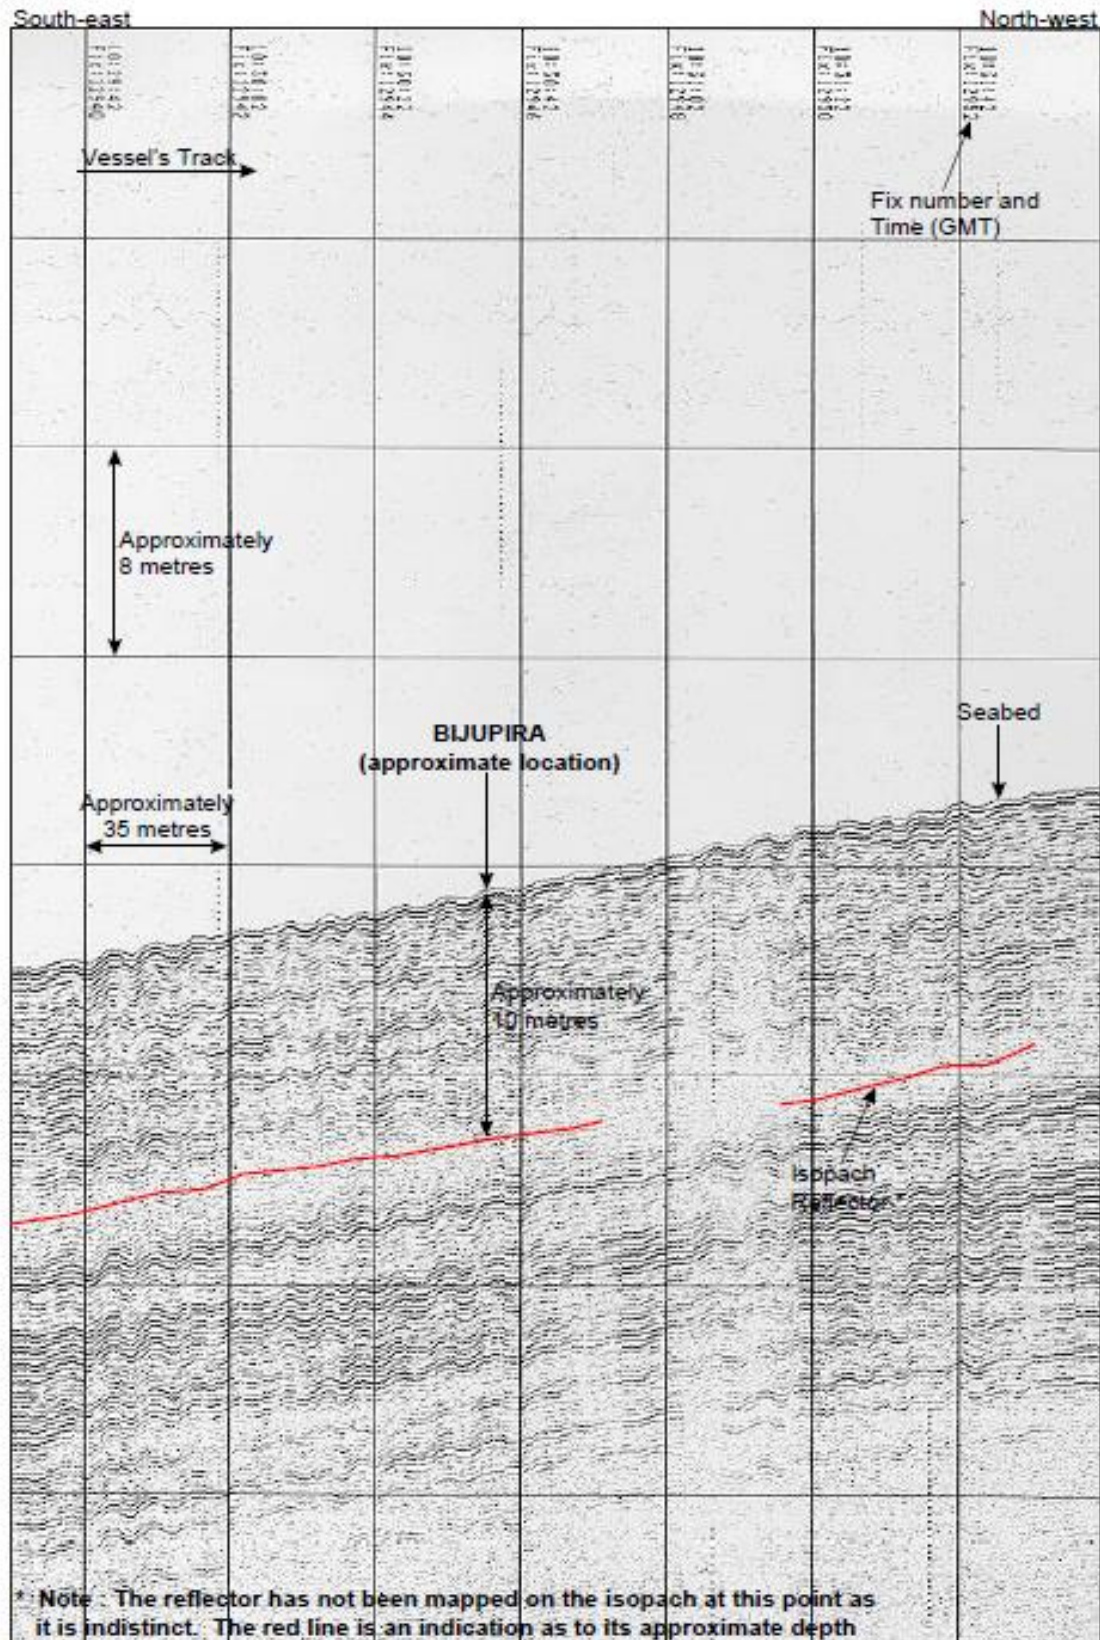 South-east
North-west
Vessel's Track
Fix number and
Time (GMT)
Approximately
8 metres
BIJUPIRA
(approximate location)
Seabed
Approximately
35 metres
Approximately
10 metres
Isopach
Reflector *
* Note : The reflector has not been mapped on the isopach at this point as
it is indistinct. The red line is an indication as to its approximate depth